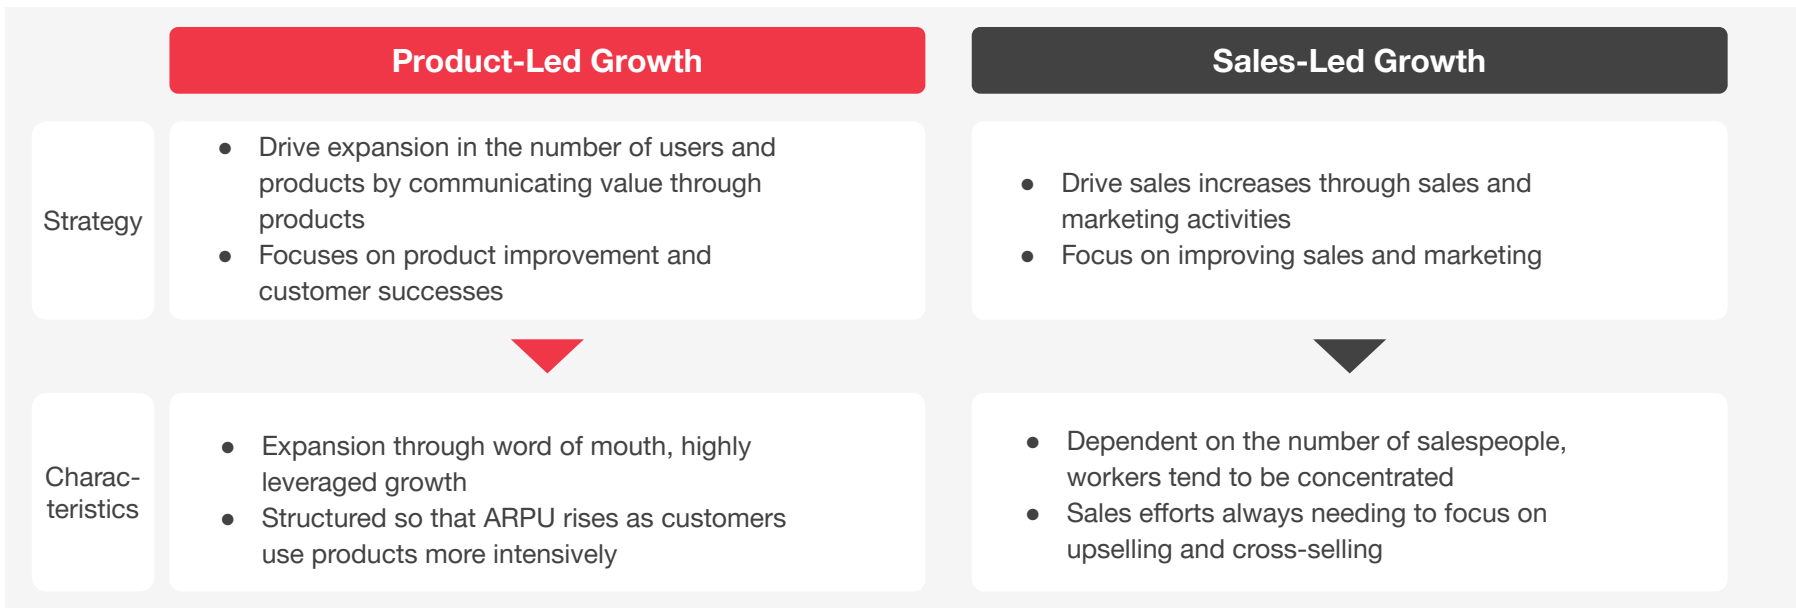 Product-Led Growth
Sales-Led Growth
Strategy
● Drive expansion in the number of users and
products by communicating value through
products
● Focuses on product improvement and
customer successes
● Drive sales increases through sales and
marketing activities
● Focus on improving sales and marketing
Charac-
teristics
● Expansion through word of mouth, highly
leveraged growth
● Structured so that ARPU rises as customers
use products more intensively
● Dependent on the number of salespeople,
workers tend to be concentrated
● Sales efforts always needing to focus on
upselling and cross-selling